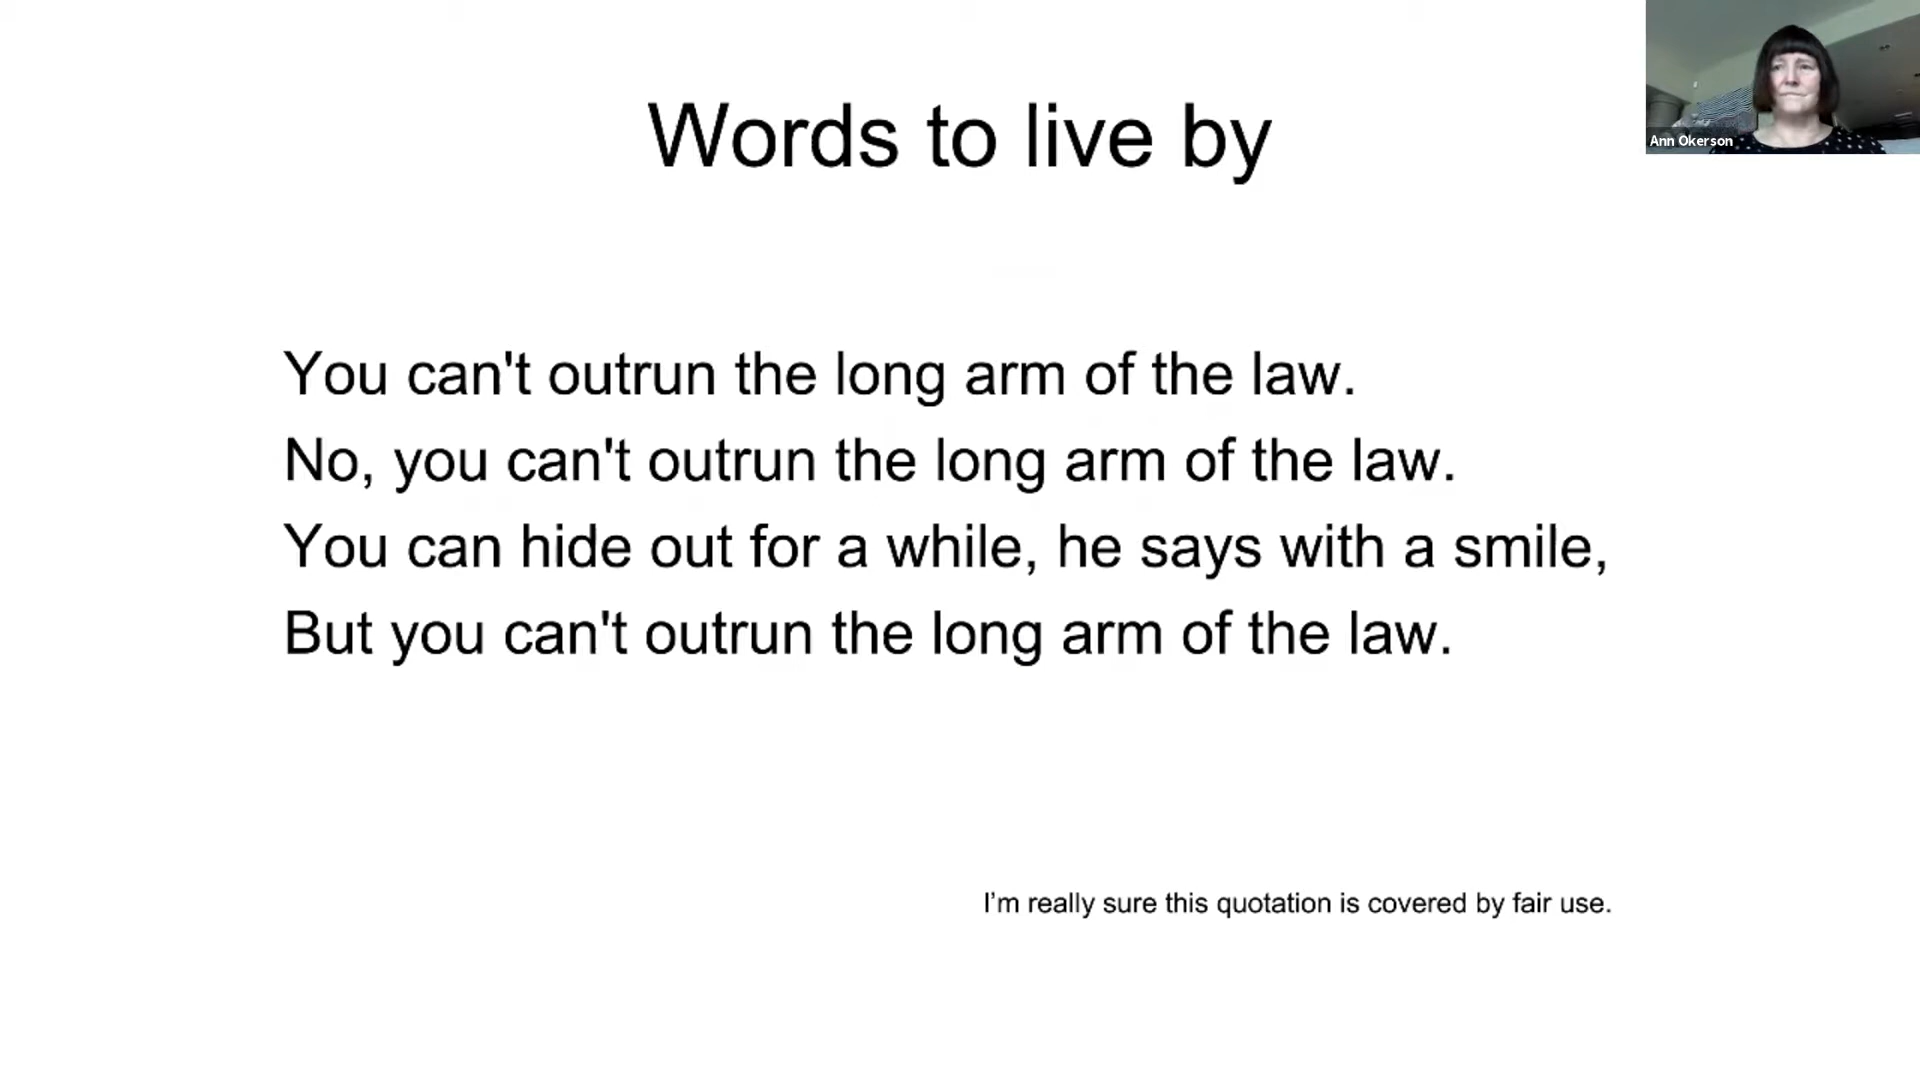 Words to live by
Ann Okerson
You can't outrun the long arm of the law.
No, you can't outrun the long arm of the law.
You can hide out for a while, he says with a smile,
But you can't outrun the long arm of the law.
I’m really sure this quotation is covered by fair use.